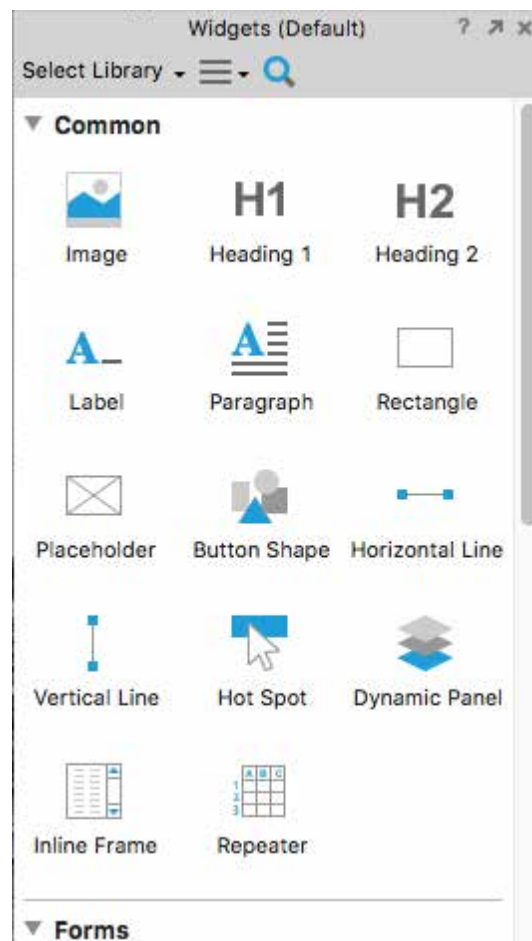 Widgets (Default) ?
Select Library
Common
H1 H2
Image Heading 1 Heading 2
A A
Label Paragraph Rectangle
Placeholder Button Shape Horizontal Line
Vertical Line Hot Spot Dynamic Panel
A B C
1
2
3
Inline Frame Repeater
Forms